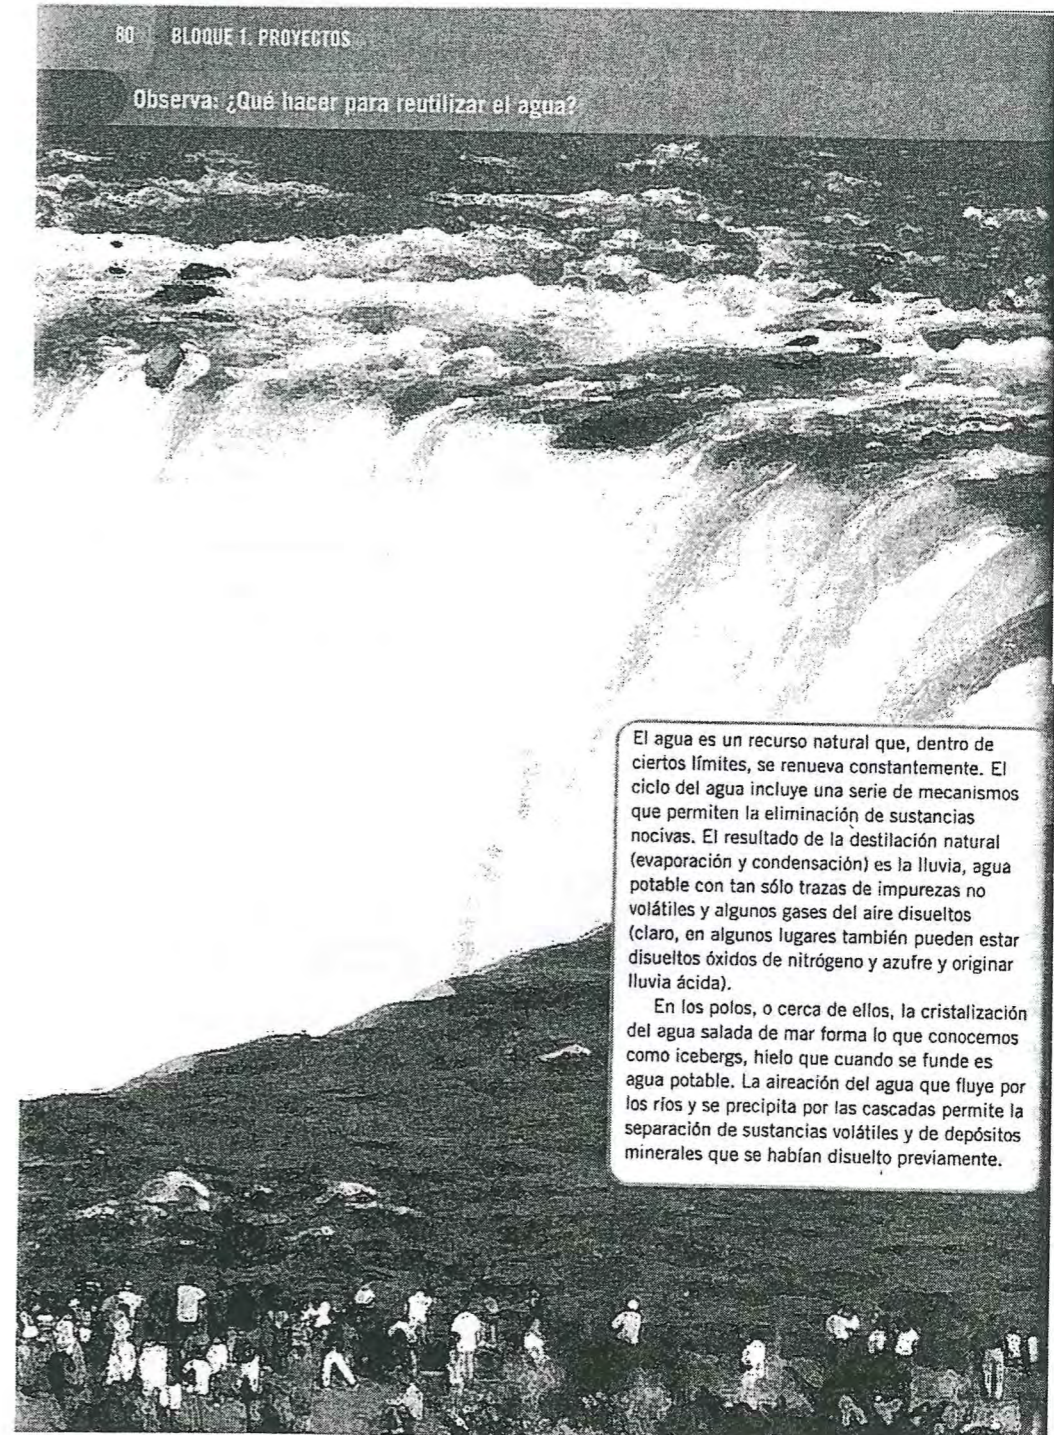 80 BLOQUE 1. PROYECTOS
Observa: ¿Qué hacer para reutilizar el agua?
El agua es un recurso natural que, dentro de
ciertos límites, se renueva constantemente. El
ciclo del agua incluye una serie de mecanismos
que permiten la eliminación de sustancias
nocivas. El resultado de la destilación natural
(evaporación y condensación) es la lluvia, agua
potable con tan sólo trazas de impurezas no
volátiles y algunos gases del aire disueltos
(claro, en algunos lugares también pueden estar
disueltos óxidos de nitrógeno y azufre y originar
lluvia ácida).
En los polos, o cerca de ellos, la cristalización
del agua salada de mar forma lo que conocemos
como icebergs, hielo que cuando se funde es
agua potable. La aireación del agua que fluye por
los ríos y se precipita por las cascadas permite la
separación de sustancias volátiles y de depósitos
minerales que se habían disuelto previamente.